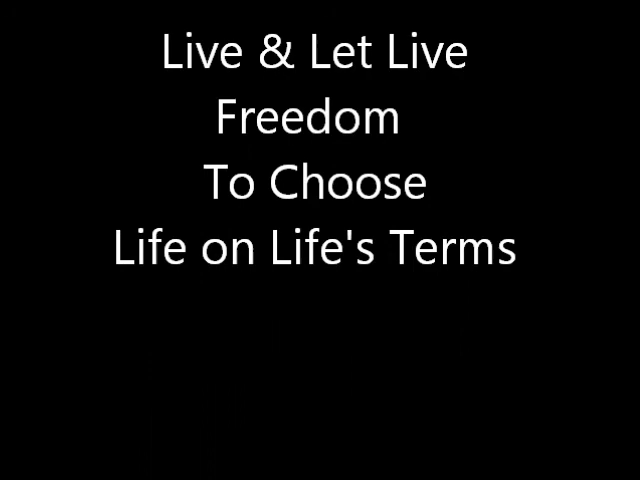 Live & Let Live
Freedom
To Choose
Life on Life's Terms